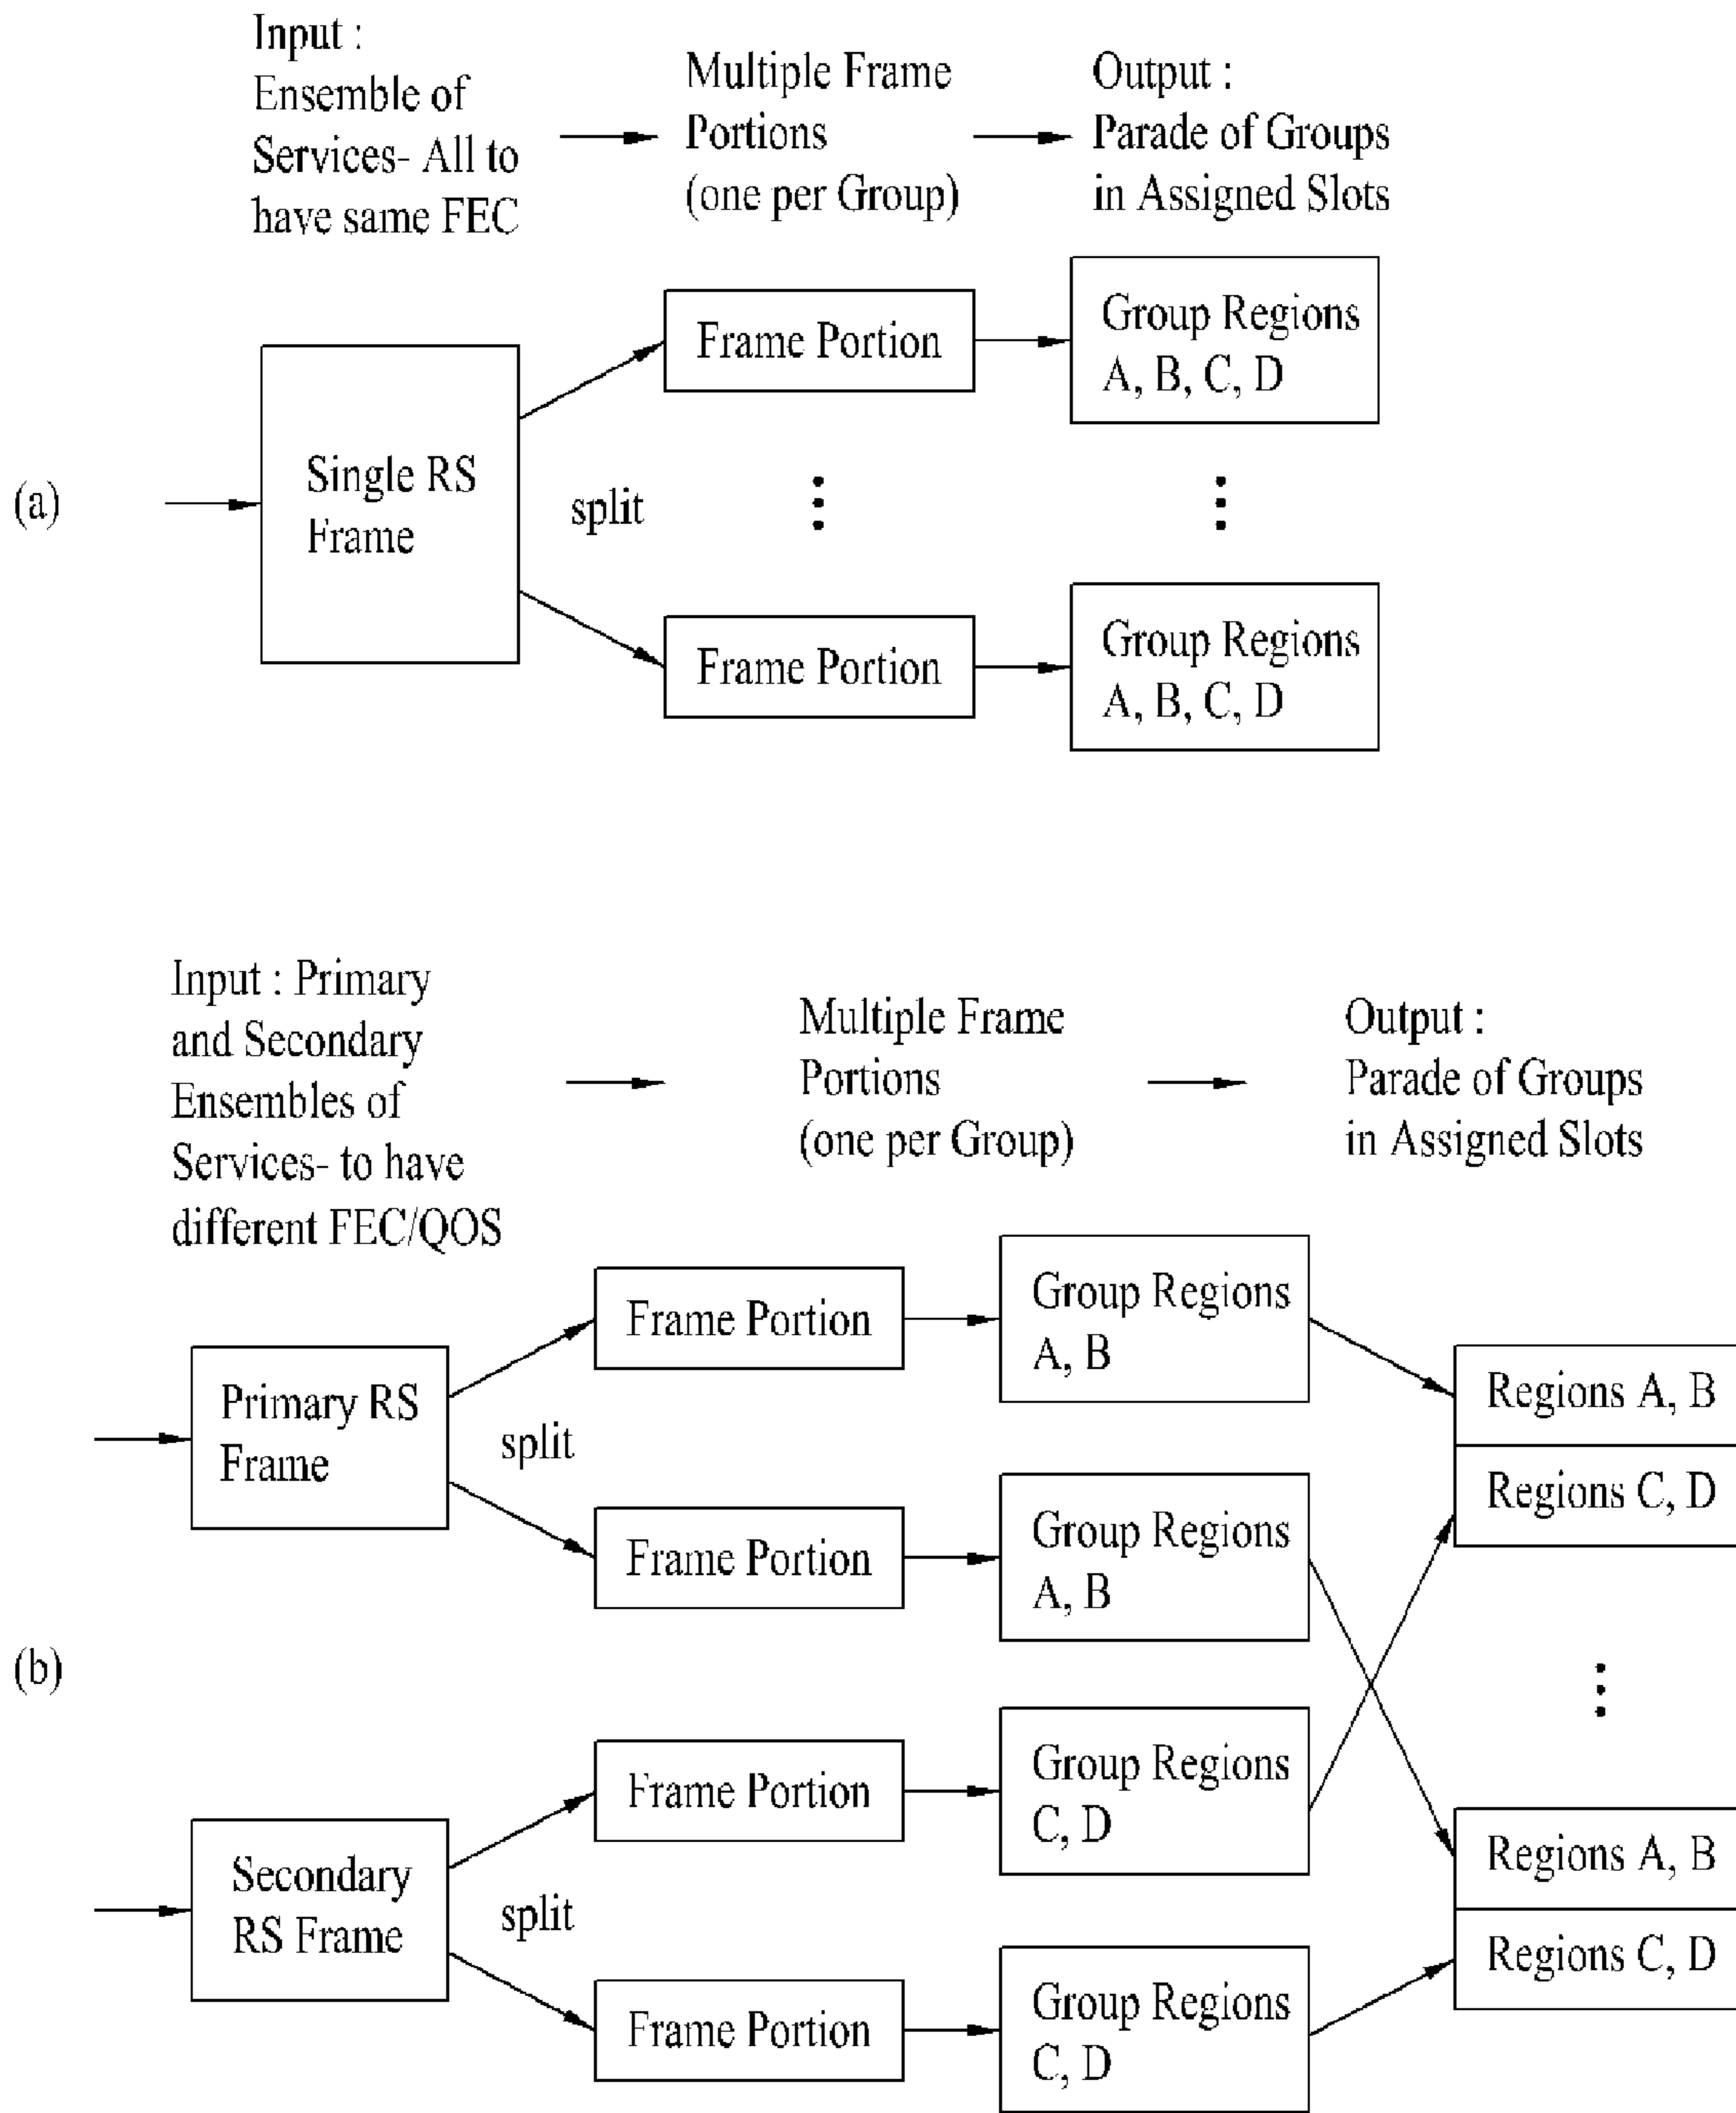 Input :
Ensemble of
Services- All to
have same FEC
Multiple Frame
Portions
(one per Group)
Output :
Parade of Groups
in Assigned Slots
(a)
Single RS
Frame
split
Frame Portion
Group Regions
A, B, C, D
Frame Portion
Group Regions
A, B, C, D
Input : Primary
and Secondary
Ensembles of
Services- to have
different FEC/QOS
Multiple Frame
Portions
(one per Group)
Output :
Parade of Groups
in Assigned Slots
(b)
Primary RS
Frame
split
Frame Portion
Group Regions
A, B
Frame Portion
Group Regions
A, B
Secondary
RS Frame
split
Frame Portion
Group Regions
C, D
Frame Portion
Group Regions
C, D
Regions A, B
Regions C, D
Regions A, B
Regions C, D